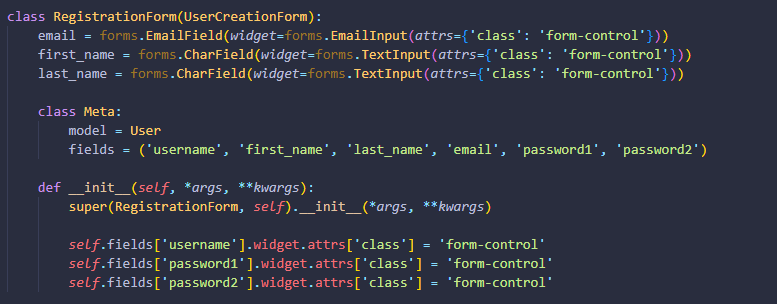 class RegistrationForm(UserCreationForm):
    email = forms.EmailField(widget=forms.EmailInput(attrs={'class': 'form-control'}))
    first_name = forms.CharField(widget=forms.TextInput(attrs={'class': 'form-control'}))
    last_name = forms.CharField(widget=forms.TextInput(attrs={'class': 'form-control'}))

    class Meta:
        model = User
        fields = ('username', 'first_name', 'last_name', 'email', 'password1', 'password2')

    def __init__(self, *args, **kwargs):
        super(RegistrationForm, self).__init__(*args, **kwargs)

        self.fields['username'].widget.attrs['class'] = 'form-control'
        self.fields['password1'].widget.attrs['class'] = 'form-control'
        self.fields['password2'].widget.attrs['class'] = 'form-control'